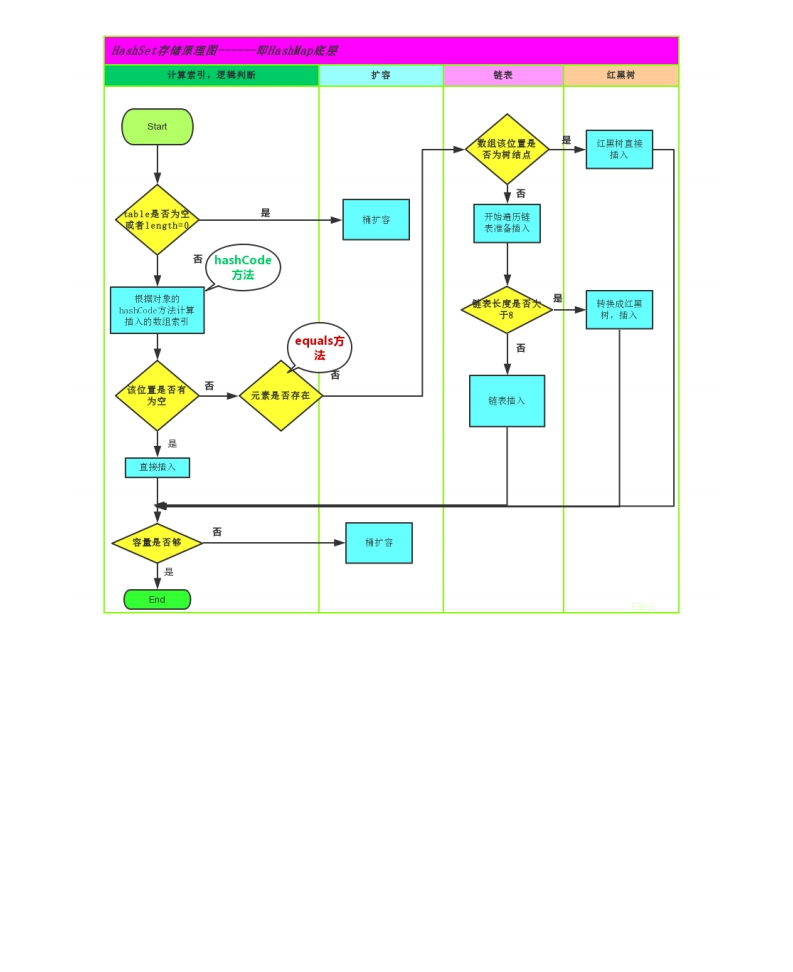 HashSet存储原理图------即HashMap底层
计算索引，逻辑判断
扩容
链表
红黑树
Start
table是否为空
或者length=0
是
桶扩容
否
hashCode
方法
根据对象的
hashCode方法计算
插入的数组索引
该位置是否有
为空
否
equals方
法
元素是否存在
否
是
直接插入
数组该位置是
否为树结点
是
红黑树直接
插入
否
开始遍历链
表准备插入
链表长度是否大
于8
是
转换成红黑
树，插入
否
链表插入
容量是否够
否
桶扩容
是
End